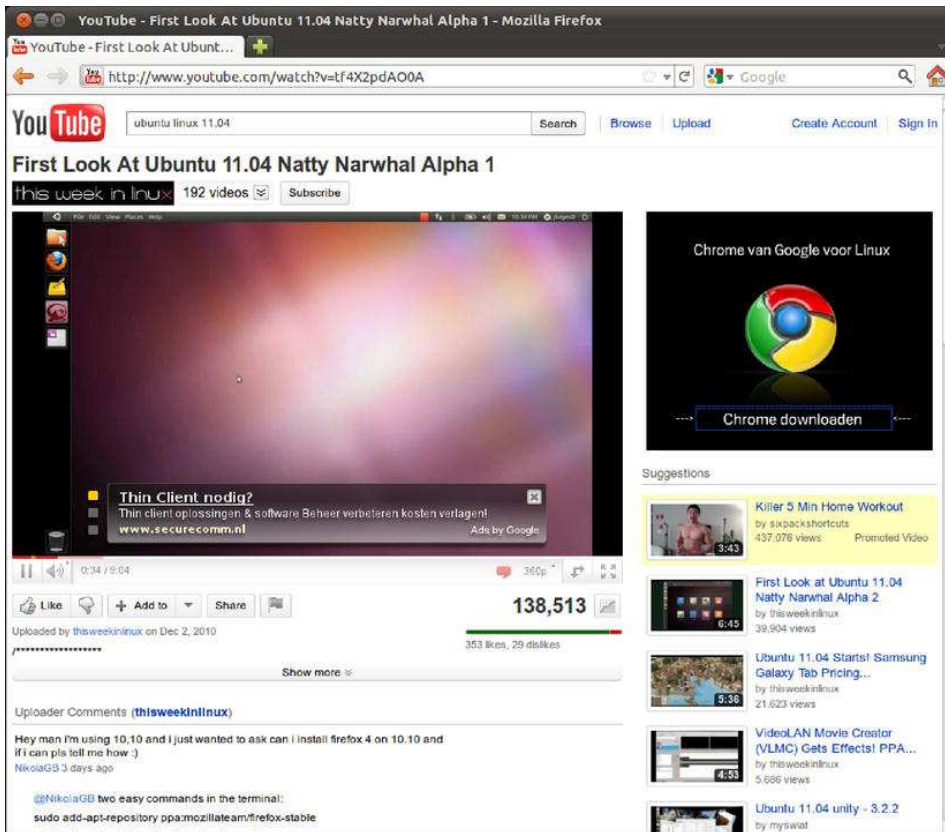 YouTube - First Look At Ubuntu 11.04 Natty Narwhal Alpha 1 - Mozilla Firefox
YouTube - First Look At Ubunt...
http://www.youtube.com/watch?v=tf4X2pdAO0A
Google
You Tube
ubuntu linux 11.04
Search
Browse
Upload
Create Account
Sign In
First Look At Ubuntu 11.04 Natty Narwhal Alpha 1
this week in linux
192 videos
Subscribe
File Edit View Places Help
Thin Client nodig?
Thin client oplossingen & software Beheer verbeteren kosten verlagen!
www.securecomm.nl
Ads by Google
0:34 / 9:04
360p
Like
Add to
Share
138,513
Uploaded by thisweekinlinux on Dec 2, 2010
353 likes, 29 dislikes
/******************
Show more
Uploader Comments (thisweekinlinux)
Hey man i'm using 10,10 and i just wanted to ask can i install firefox 4 on 10.10 and
if i can pls tell me how :)
NikolaGB 3 days ago
@NikolaGB two easy commands in the terminal:
sudo add-apt-repository ppa:mozillateam/firefox-stable
Chrome van Google voor Linux
---> Chrome downloaden <---
Suggestions
Killer 5 Min Home Workout
by sixpackshortcuts
437,076 views Promoted Video
3:43
First Look at Ubuntu 11.04
Natty Narwhal Alpha 2
by thisweekinlinux
39,904 views
6:45
Ubuntu 11.04 Starts! Samsung
Galaxy Tab Pricing...
by thisweekinlinux
21,623 views
5:36
VideoLAN Movie Creator
(VLMC) Gets Effects! PPA...
by thisweekinlinux
5,686 views
4:53
Ubuntu 11.04 unity - 3.2.2
by myswiat